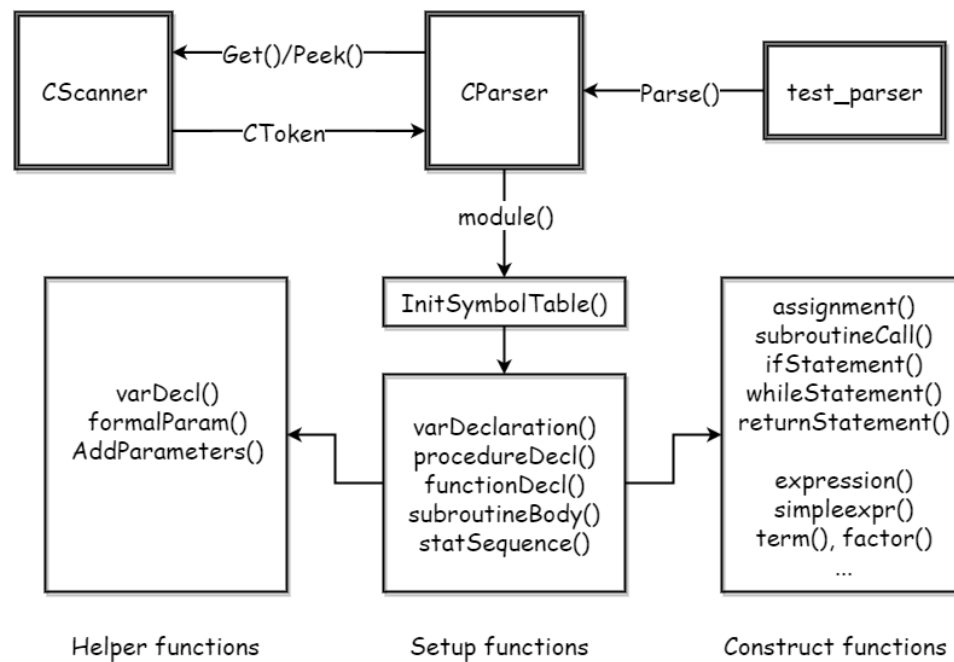 Get()/Peek()
CScanner
CParser
Parse()
test_parser
CToken
module()
InitSymbolTable()
varDecl()
formalParam()
AddParameters()
varDeclaration()
procedureDecl()
functionDecl()
subroutineBody()
statSequence()
assignment()
subroutineCall()
ifStatement()
whileStatement()
returnStatement()
expression()
simpleexpr()
term(), factor()
...
Helper functions
Setup functions
Construct functions